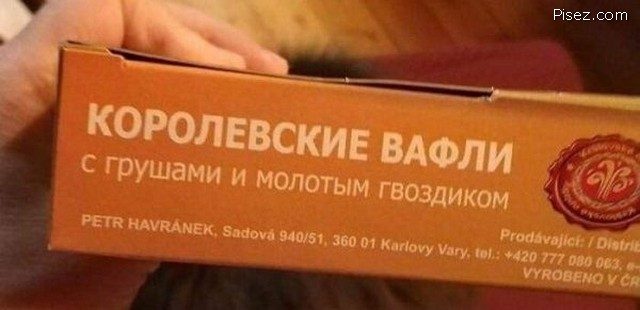 Pisez.com
КОРОЛЕВСКИЕ ВАФЛИ
С ГРУШАМИ И МОЛОТЫМ ГВОЗДИКОМ
PETR HAVRÁNEK, Sadová 940/51, 360 01 Karlovy Vary, tel.: +420 777 080 063, e-
Prodávající: / Distri
VYROBENO V ČR